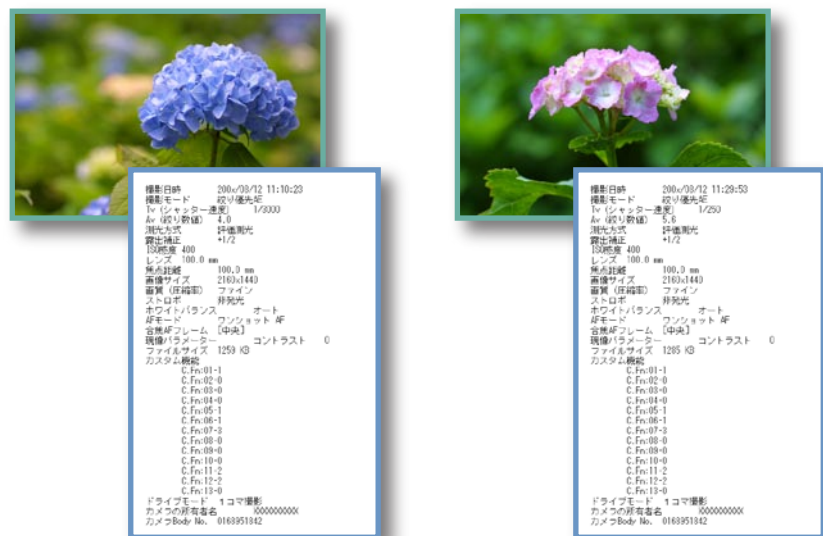 撮影日時 200x/08/12 11:10:23
撮影モード 絞り優先AE
Tv (シャッター速度) 1/3000
Av (絞り数値) 4.0
測光方式 評価測光
露出補正 +1/2
ISO感度 400
レンズ 100.0 mm
焦点距離 100.0 mm
画像サイズ 2160x1440
画質 (圧縮率) ファイン
ストロボ 非発光
ホワイトバランス オート
AFモード ワンショット AF
合焦AFフレーム [中央]
現像パラメーター コントラスト 0
ファイルサイズ 1259 KB
カスタム機能
C.Fn:01-1
C.Fn:02-0
C.Fn:03-0
C.Fn:04-0
C.Fn:05-1
C.Fn:06-1
C.Fn:07-3
C.Fn:08-0
C.Fn:09-0
C.Fn:10-0
C.Fn:11-2
C.Fn:12-2
C.Fn:13-0
ドライブモード 1コマ撮影
カメラの所有者名 XXXXXXXXXX
カメラBody No. 0168951842
撮影日時 200x/08/12 11:29:53
撮影モード 絞り優先AE
Tv (シャッター速度) 1/250
Av (絞り数値) 5.6
測光方式 評価測光
露出補正 +1/2
ISO感度 400
レンズ 100.0 mm
焦点距離 100.0 mm
画像サイズ 2160x1440
画質 (圧縮率) ファイン
ストロボ 非発光
ホワイトバランス オート
AFモード ワンショット AF
合焦AFフレーム [中央]
現像パラメーター コントラスト 0
ファイルサイズ 1285 KB
カスタム機能
C.Fn:01-1
C.Fn:02-0
C.Fn:03-0
C.Fn:04-0
C.Fn:05-1
C.Fn:06-1
C.Fn:07-3
C.Fn:08-0
C.Fn:09-0
C.Fn:10-0
C.Fn:11-2
C.Fn:12-2
C.Fn:13-0
ドライブモード 1コマ撮影
カメラの所有者名 XXXXXXXXXX
カメラBody No. 0168951842